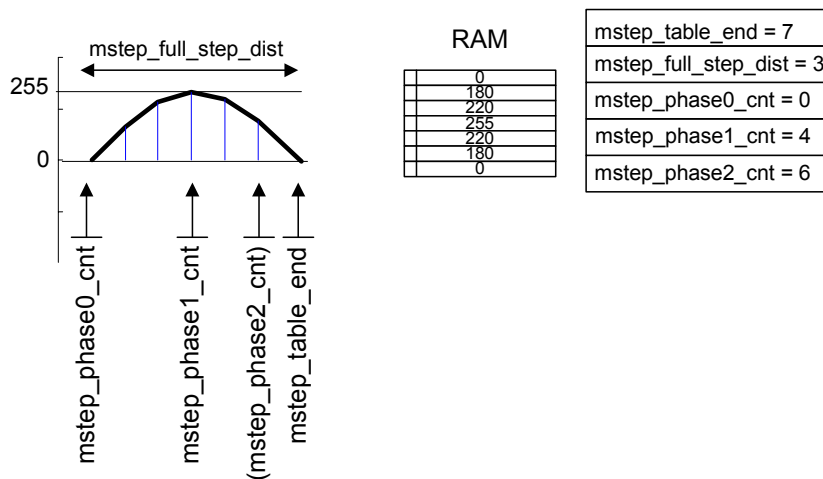 mstep_full_step_dist
255
0
mstep_phase0_cnt
mstep_phase1_cnt
(mstep_phase2_cnt)
mstep_table_end
RAM
0
180
220
255
220
180
0
mstep_table_end = 7
mstep_full_step_dist = 3
mstep_phase0_cnt = 0
mstep_phase1_cnt = 4
mstep_phase2_cnt = 6